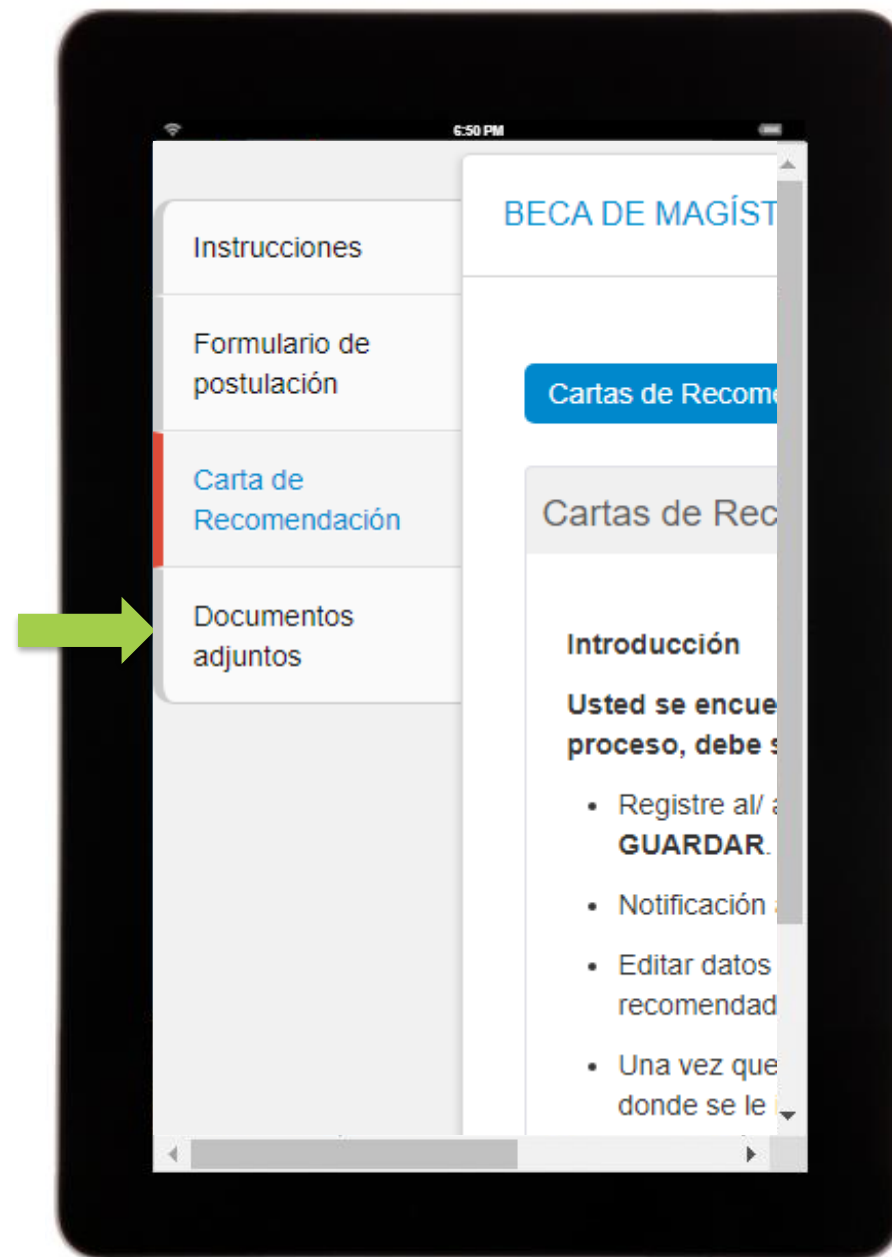 6:50 PM
Instrucciones
Formulario de
postulación
Carta de
Recomendación
Documentos
adjuntos
BECA DE MAGÍST
Cartas de Recom
Cartas de Rec
Introducción
Usted se encue
proceso, debe s
Registre al/ a
GUARDAR.
Notificación
Editar datos
recomendad
Una vez que
donde se le